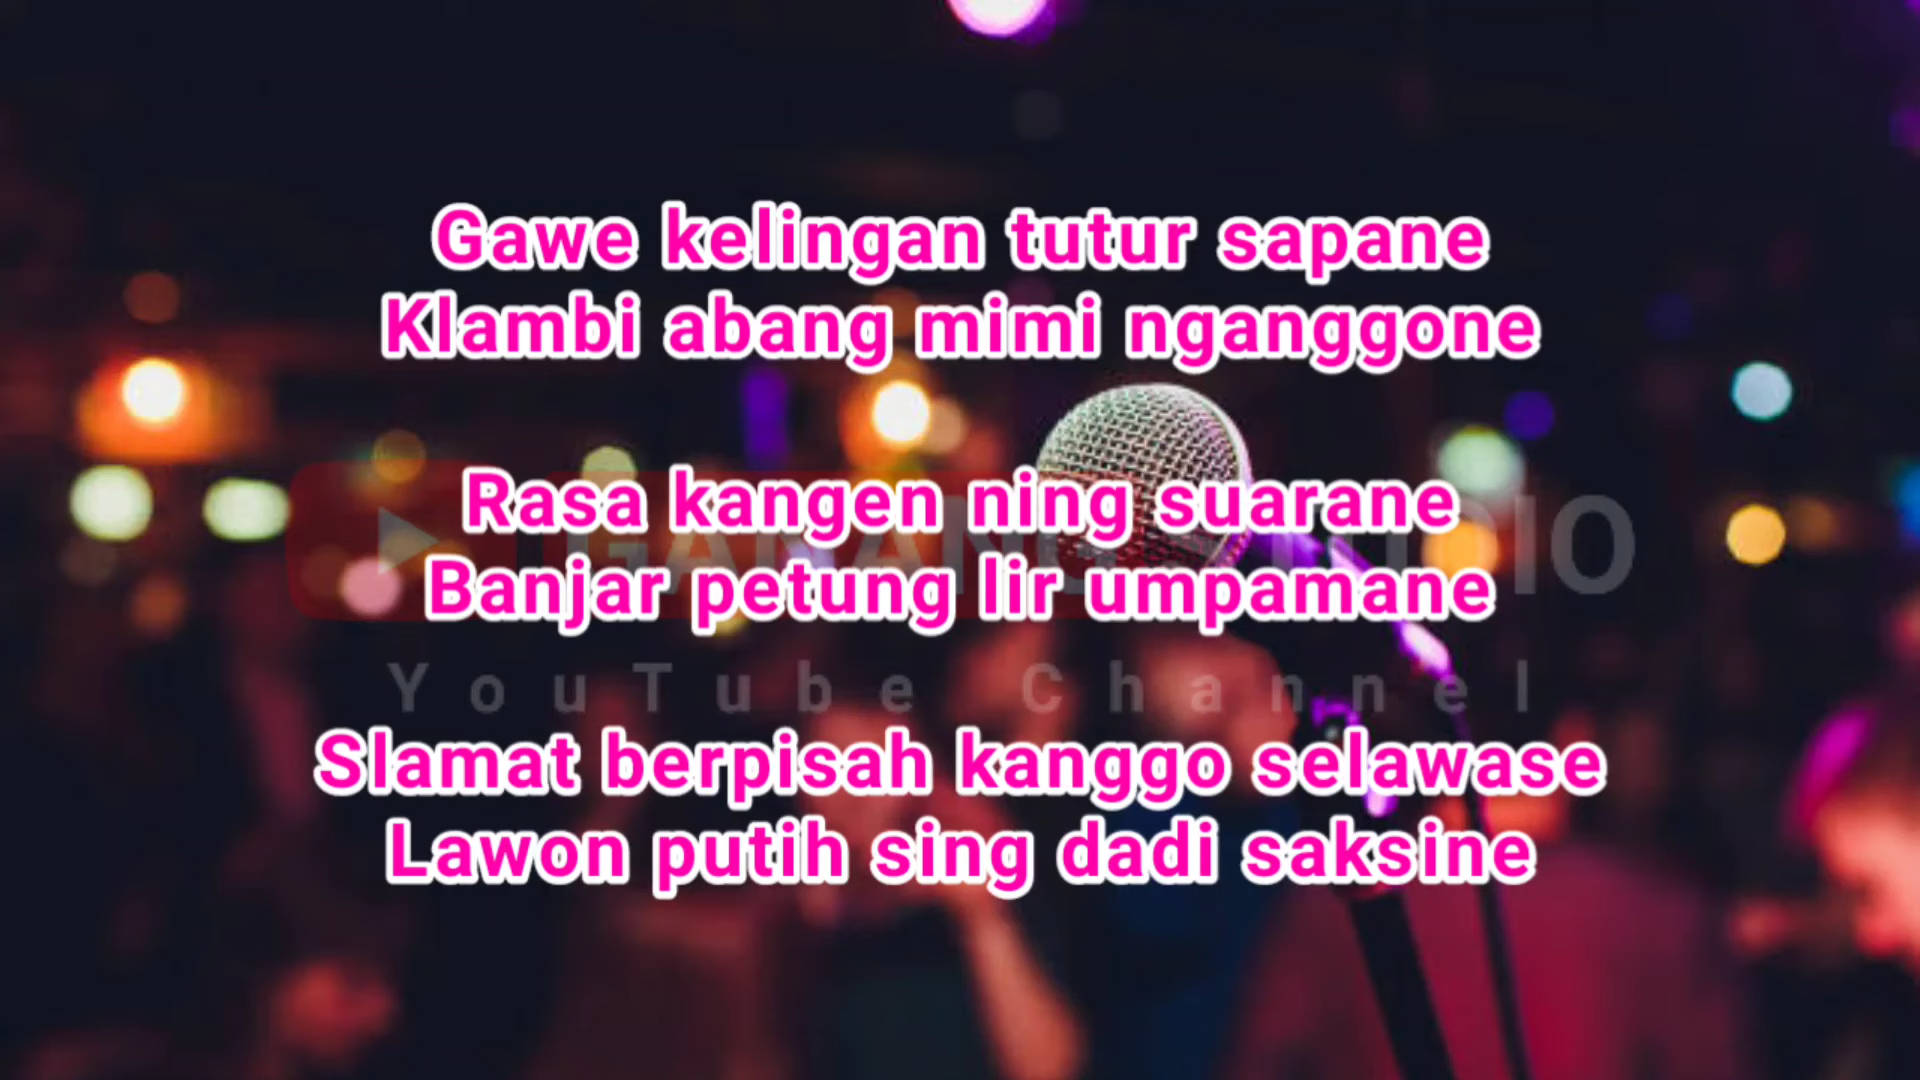 Gawe kelingan tutur sapane
Klambi abang mimi nganggone
Rasa kangen ning suarane
Banjar petung lir umpamane
YouTube Channel
Slamat berpisah kanggo selawase
Lawon putih sing dadi saksine